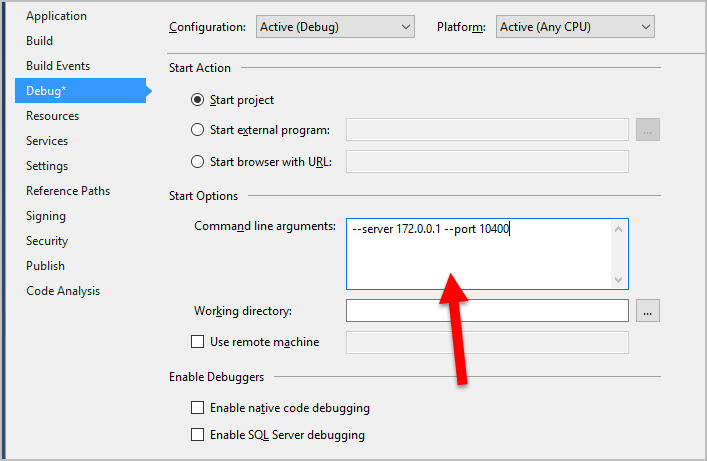 Application
Build
Build Events
Debug*
Resources
Services
Settings
Reference Paths
Signing
Security
Publish
Code Analysis
Configuration: Active (Debug) Platform: Active (Any CPU)
Start Action
Start project
Start external program: ...
Start browser with URL:
Start Options
Command line arguments: --server 172.0.0.1 --port 10400
Working directory: ...
Use remote machine
Enable Debuggers
Enable native code debugging
Enable SQL Server debugging